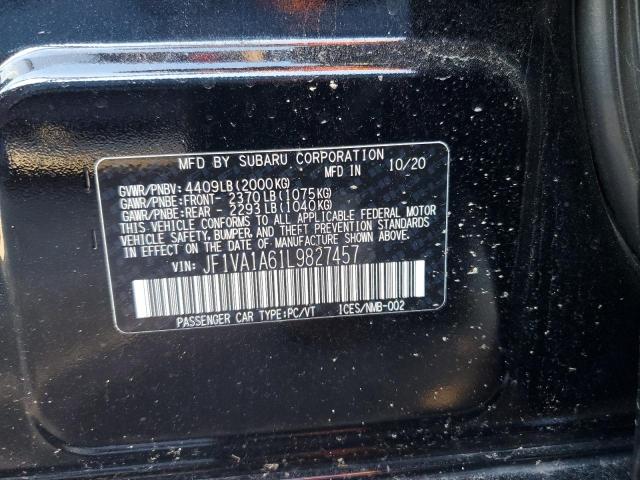 MFD BY SUBARU CORPORATION
MFD IN 10/20
GVWR/PNBV: 4409LB(2000KG)
GAWR/PNBE:FRONT- 2370LB(1075KG)
GAWR/PNBE:REAR - 2293LB(1040KG)
THIS VEHICLE CONFORMS TO ALL APPLICABLE FEDERAL MOTOR
VEHICLE SAFETY, BUMPER, AND THEFT PREVENTION STANDARDS
IN EFFECT ON THE DATE OF MANUFACTURE SHOWN ABOVE.
VIN: JF1VA1A61L9827457
PASSENGER CAR TYPE:PC/VT ICES/NMB-002